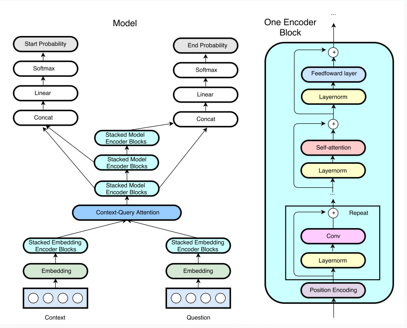 Model
Start Probability
Softmax
Linear
Concat
End Probability
Softmax
Linear
Concat
Stacked Model
Encoder Blocks
Stacked Model
Encoder Blocks
Stacked Model
Encoder Blocks
Context-Query Attention
Stacked Embedding
Encoder Blocks
Stacked Embedding
Encoder Blocks
Embedding
Embedding
Context
Question
One Encoder
Block
...
+
Feedfoward layer
Layernorm
+
...
Self-attention
Layernorm
...
+
Repeat
Conv
Layernorm
Position Encoding
...